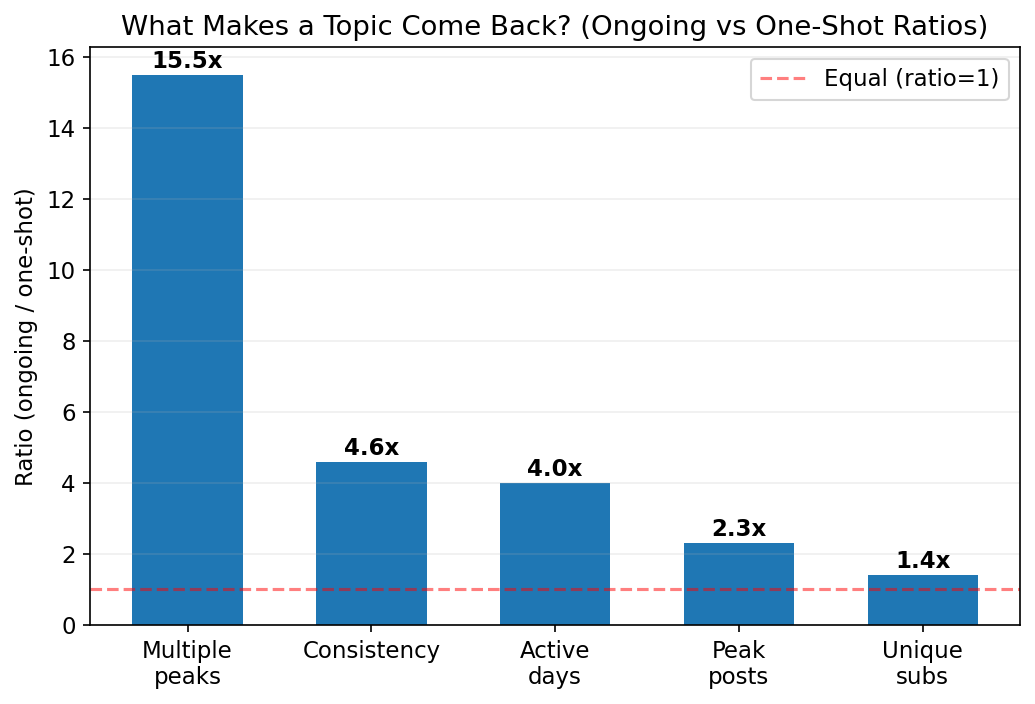 What Makes a Topic Come Back? (Ongoing vs One-Shot Ratios)
Equal (ratio=1)
Ratio (ongoing / one-shot)
16
14
12
10
8
6
4
2
0
15.5x
4.6x
4.0x
2.3x
1.4x
Multiple
peaks
Consistency
Active
days
Peak
posts
Unique
subs